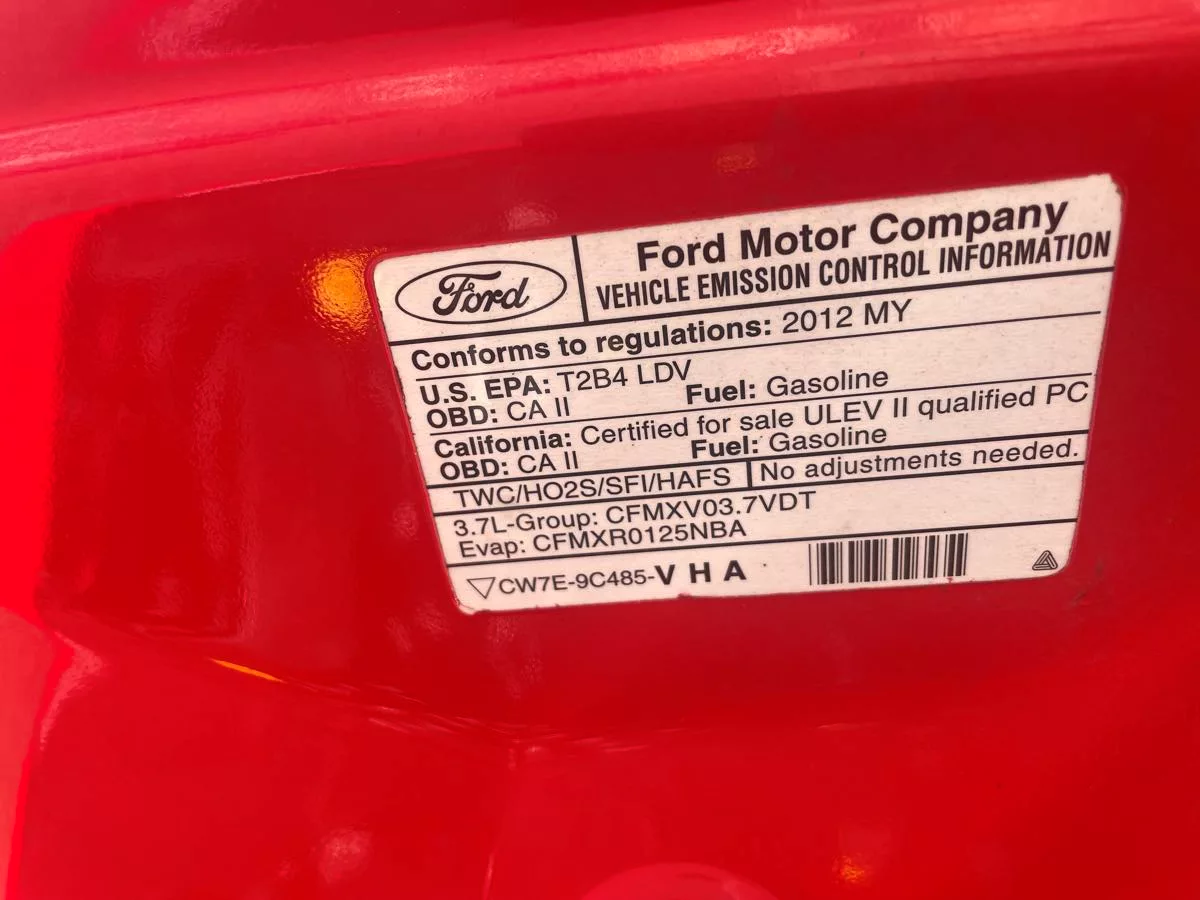 Ford
Ford Motor Company
VEHICLE EMISSION CONTROL INFORMATION
Conforms to regulations: 2012 MY
U.S. EPA: T2B4 LDV
OBD: CA II Fuel: Gasoline
California: Certified for sale ULEV II qualified PC
OBD: CA II Fuel: Gasoline
TWC/HO2S/SFI/HAFS No adjustments needed.
3.7L-Group: CFMXV03.7VDT
Evap: CFMXR0125NBA
CW7E-9C485-V H A